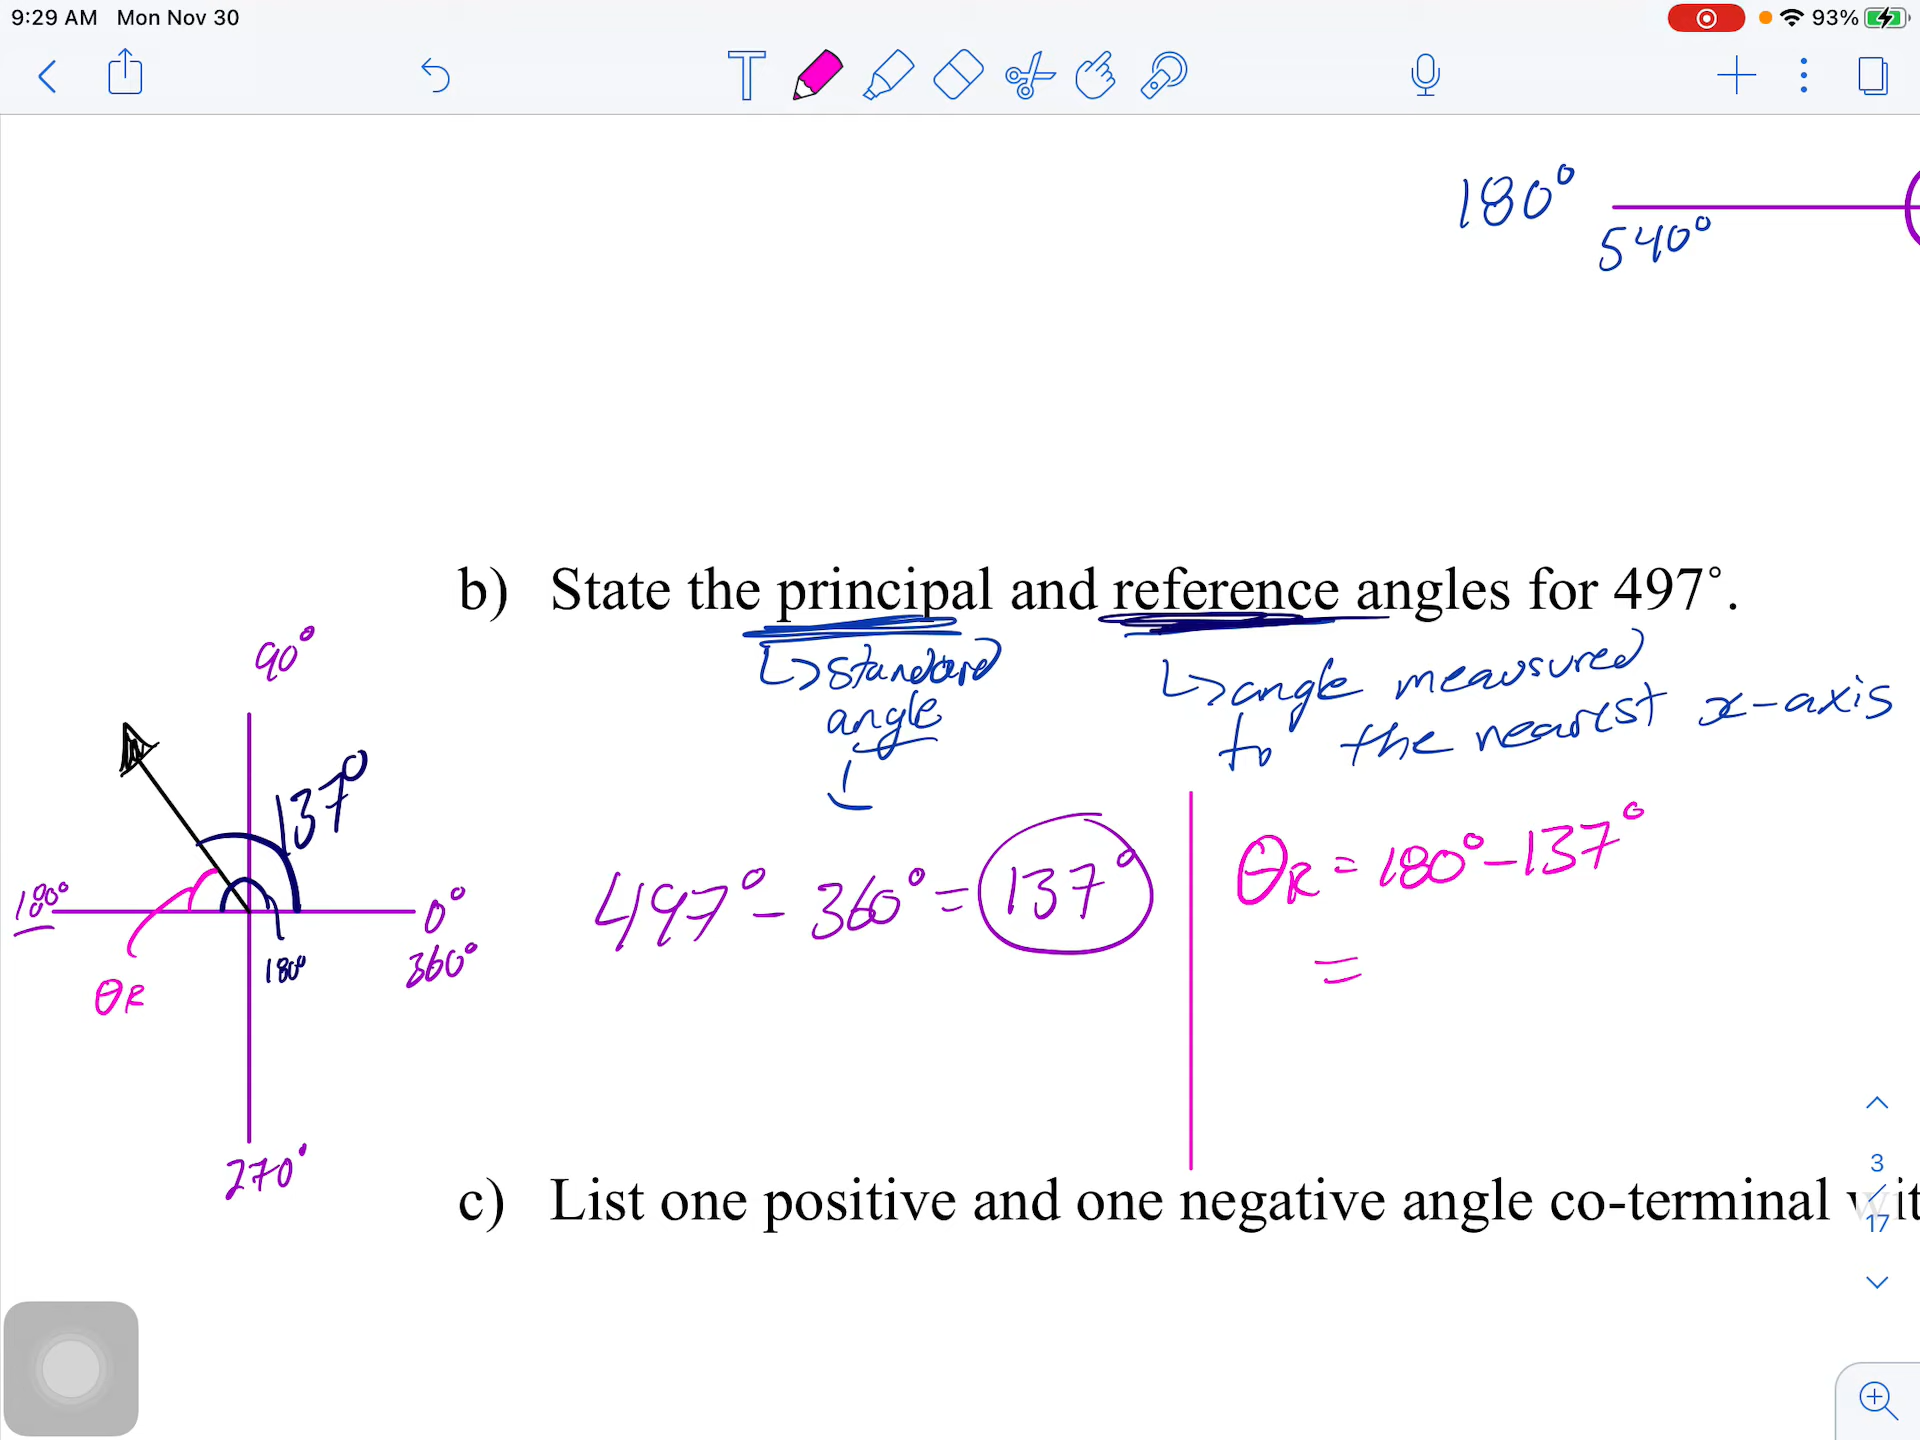 9:29 AM Mon Nov 30
93%
T
180°
540°
b) State the principal and reference angles for 497°.
↳ standard
angle
↳ angle measured
to the nearest x-axis
90°
137°
180°
0°
360°
180°
θR
270°
497° - 360° = 137°
θR = 180° - 137°
=
c) List one positive and one negative angle co-terminal wit
3
17